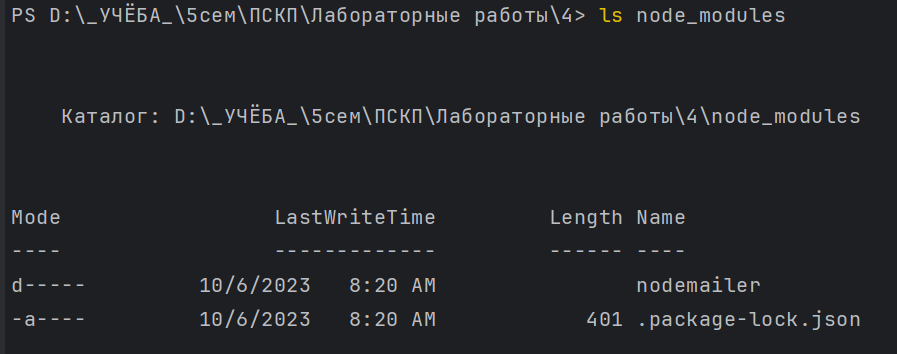 PS D:\_УЧЁБА_\5сем\ПСКП\Лабораторные работы\4> ls node_modules
Каталог: D:\_УЧЁБА_\5сем\ПСКП\Лабораторные работы\4\node_modules
Mode LastWriteTime Length Name
---- ------------- ------ ----
d----- 10/6/2023 8:20 AM nodemailer
-a---- 10/6/2023 8:20 AM 401 .package-lock.json